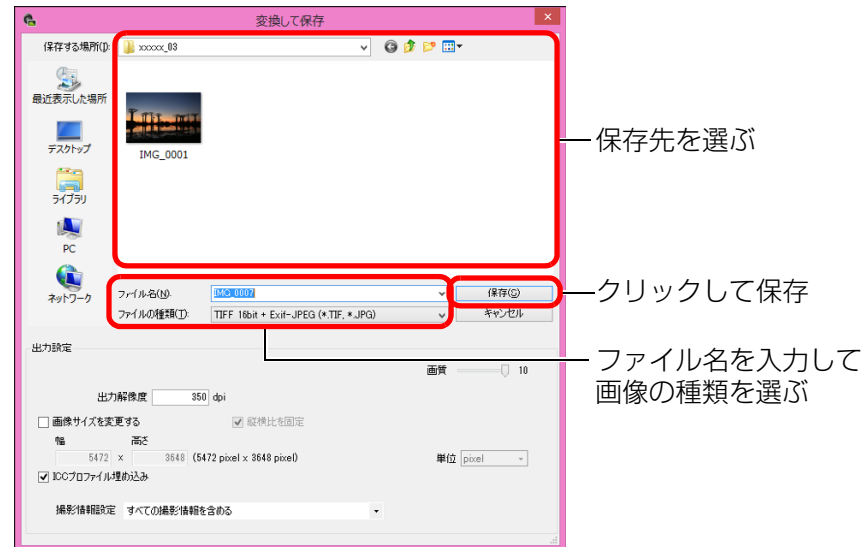 変換して保存
保存する場所(I):
xxxxx_03
最近表示した場所
デスクトップ
IMG_0001
保存先を選ぶ
ライブラリ
PC
ネットワーク
ファイル名(N):
IMG_0007
保存(S)
クリックして保存
ファイルの種類(T):
TIFF 16bit + Exif-JPEG (*.TIF, *.JPG)
キャンセル
出力設定
ファイル名を入力して
画像の種類を選ぶ
画質
10
出力解像度
350
dpi
画像サイズを変更する
縦横比を固定
幅
高さ
5472
x
3648
(5472 pixel x 3648 pixel)
単位
pixel
ICCプロファイル埋め込み
撮影情報設定
すべての撮影情報を含める